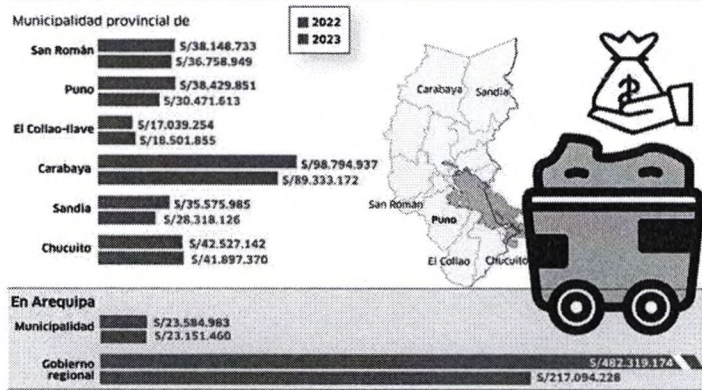 Municipalidad provincial de
2022
2023
San Román
S/38.148.733
S/36.758.949
Puno
S/38.429.851
S/30.471.613
El Collao-Ilave
S/17.039.254
S/18.501.855
Carabaya
S/98.794.937
S/89.333.172
Sandia
S/35.575.985
S/28.318.126
Chucuito
S/42.527.142
S/41.897.370
Carabaya
Sandia
San Román
Puno
El Collao
Chucuito
$
En Arequipa
Municipalidad
S/23.584.983
S/23.151.460
Gobierno
regional
S/482.319.174
S/217.094.228